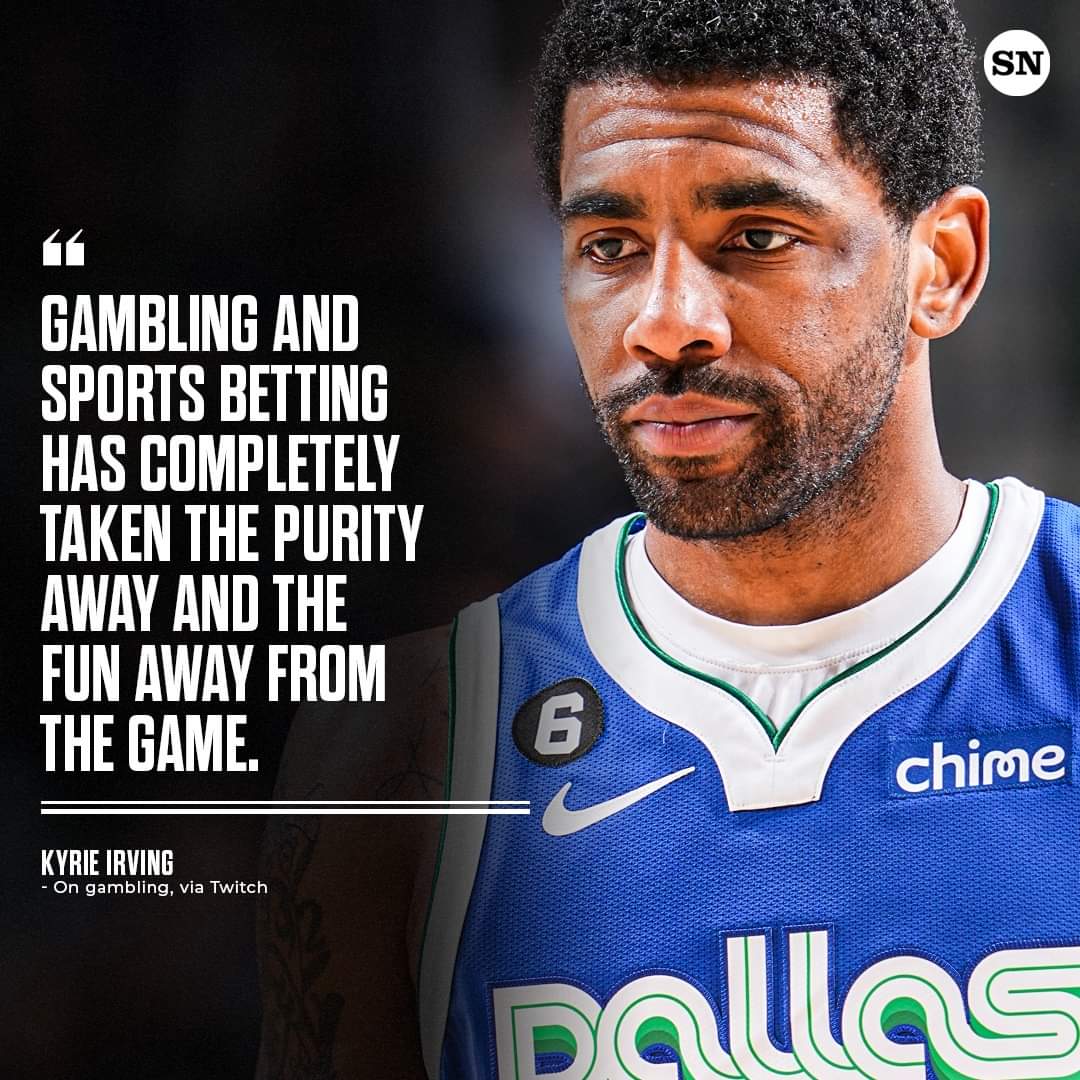 SN
“
GAMBLING AND
SPORTS BETTING
HAS COMPLETELY
TAKEN THE PURITY
AWAY AND THE
FUN AWAY FROM
THE GAME.
KYRIE IRVING
- On gambling, via Twitch
6
chime
Dallas